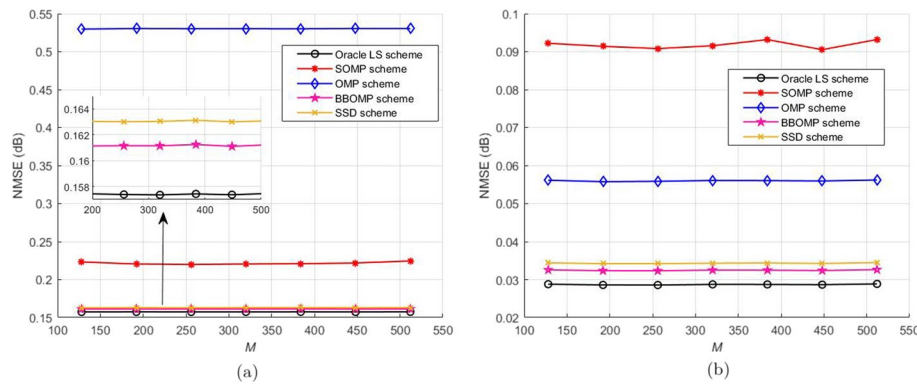 0.55
0.5
0.45
0.4
0.35
0.3
0.25
0.2
0.15
NMSE (dB)
100 150 200 250 300 350 400 450 500 550
M
Oracle LS scheme
SOMP scheme
OMP scheme
BBOMP scheme
SSD scheme
0.164
0.162
0.16
0.158
200 300 400 500
(a)
0.1
0.09
0.08
0.07
0.06
0.05
0.04
0.03
0.02
NMSE (dB)
100 150 200 250 300 350 400 450 500 550
M
Oracle LS scheme
SOMP scheme
OMP scheme
BBOMP scheme
SSD scheme
(b)